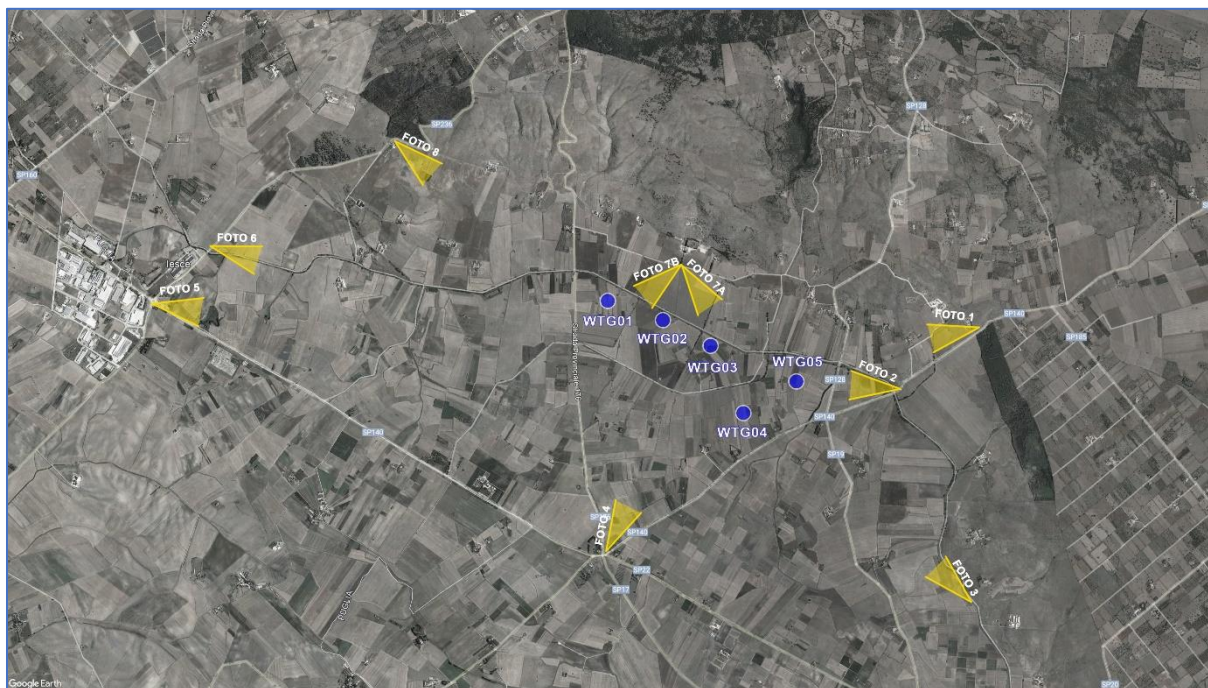 SP236
FOTO 8
SP128
SP160
FOTO 6
Iesce
FOTO 7B
FOTO 7A
FOTO 5
WTG01
WTG02
WTG03
WTG05
WTG04
FOTO 1
SP140
SP185
FOTO 2
SP128
SP140
SP140
SP19
FOTO 4
SP140
SP22
SP17
FOTO 3
PUGLIA
SP20
Google Earth